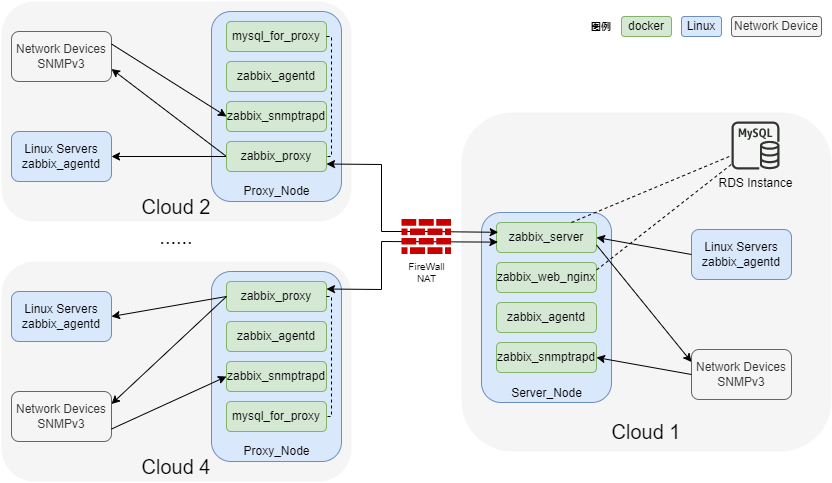 图例
docker
Linux
Network Device
Network Devices
SNMPv3
Linux Servers
zabbix_agentd
mysql_for_proxy
zabbix_agentd
zabbix_snmptrapd
zabbix_proxy
Proxy_Node
Cloud 2
......
Linux Servers
zabbix_agentd
Network Devices
SNMPv3
zabbix_proxy
zabbix_agentd
zabbix_snmptrapd
mysql_for_proxy
Proxy_Node
Cloud 4
FireWall
NAT
MySQL
RDS Instance
zabbix_server
zabbix_web_nginx
zabbix_agentd
zabbix_snmptrapd
Server_Node
Linux Servers
zabbix_agentd
Network Devices
SNMPv3
Cloud 1